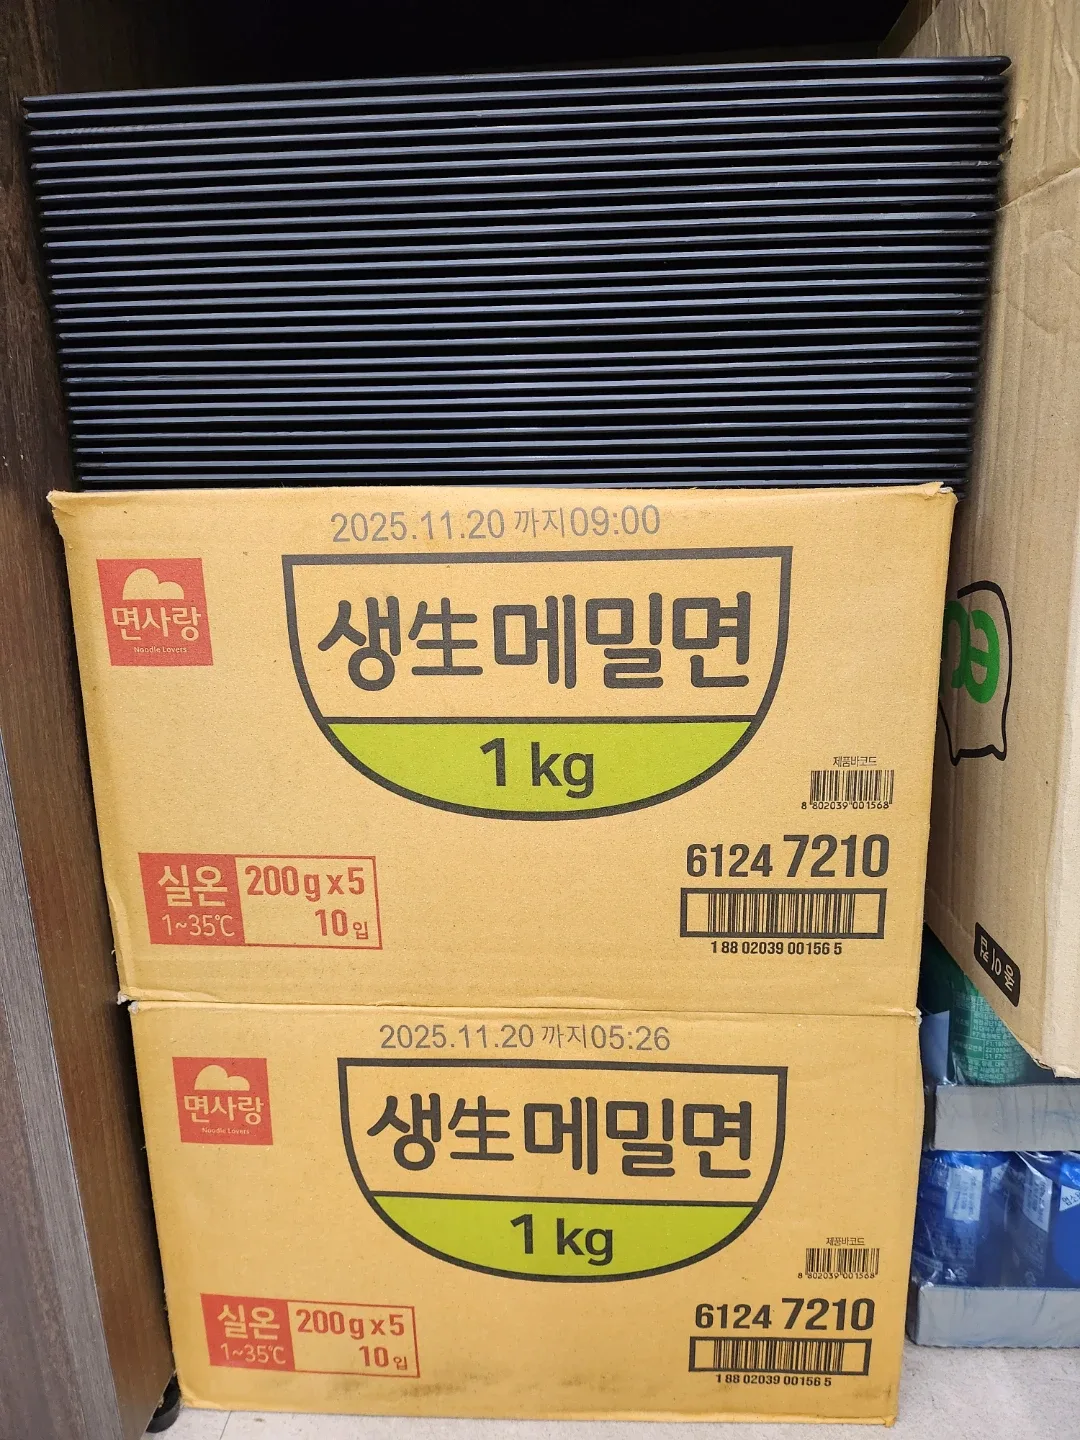 2025.11.20 까지09:00
면사랑
Noodle Lovers
생生메밀면
1 kg
제품바코드
8 802039 001568
6124 7210
1 88 02039 00156 5
실온
1~35℃
200g x 5
10입
2025.11.20 까지05:26
면사랑
Noodle Lovers
생生메밀면
1 kg
제품바코드
8 802039 001568
6124 7210
1 88 02039 00156 5
실온
1~35℃
200g x 5
10입